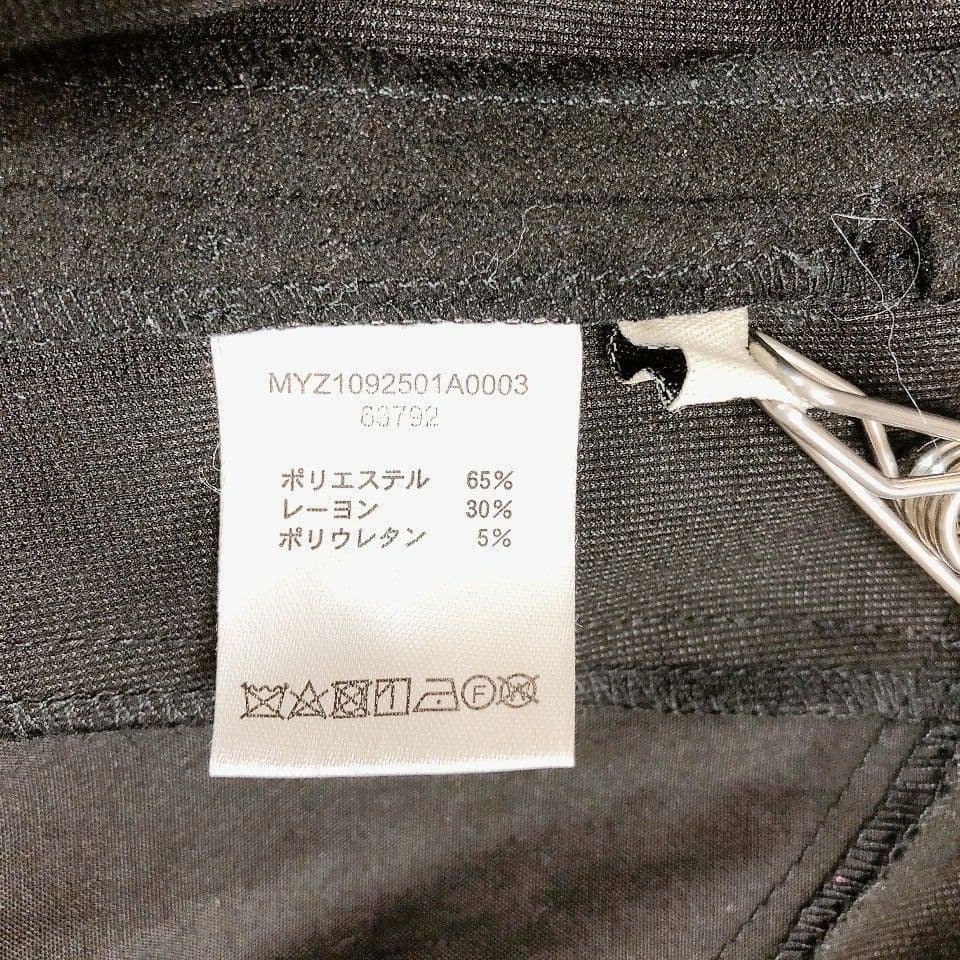 MYZ1092501A0003
63792
ポリエステル 65%
レーヨン 30%
ポリウレタン 5%
F W